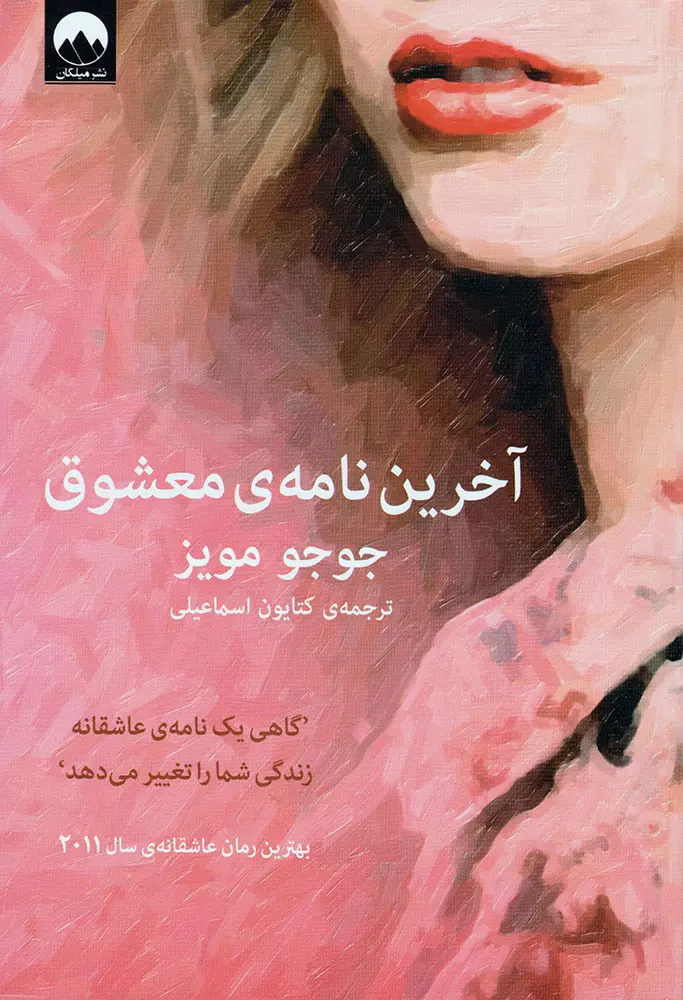 نشر میلکان
آخرین نامه‌ی معشوق
جوجو مویز
ترجمه‌ی کتایون اسماعیلی
‘گاهی یک نامه‌ی عاشقانه
زندگی شما را تغییر می‌دهد’
بهترین رمان عاشقانه‌ی سال ۲۰۱۱